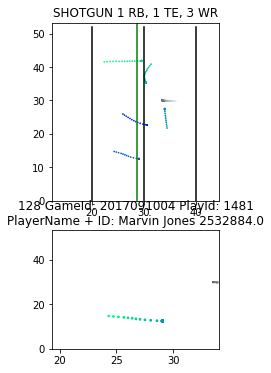 SHOTGUN 1 RB, 1 TE, 3 WR
50
40
30
20
10
0
20 30 40
128 GameId: 2017091004 PlayId: 1481
PlayerName + ID: Marvin Jones 2532884.0
40
20
0
20 25 30